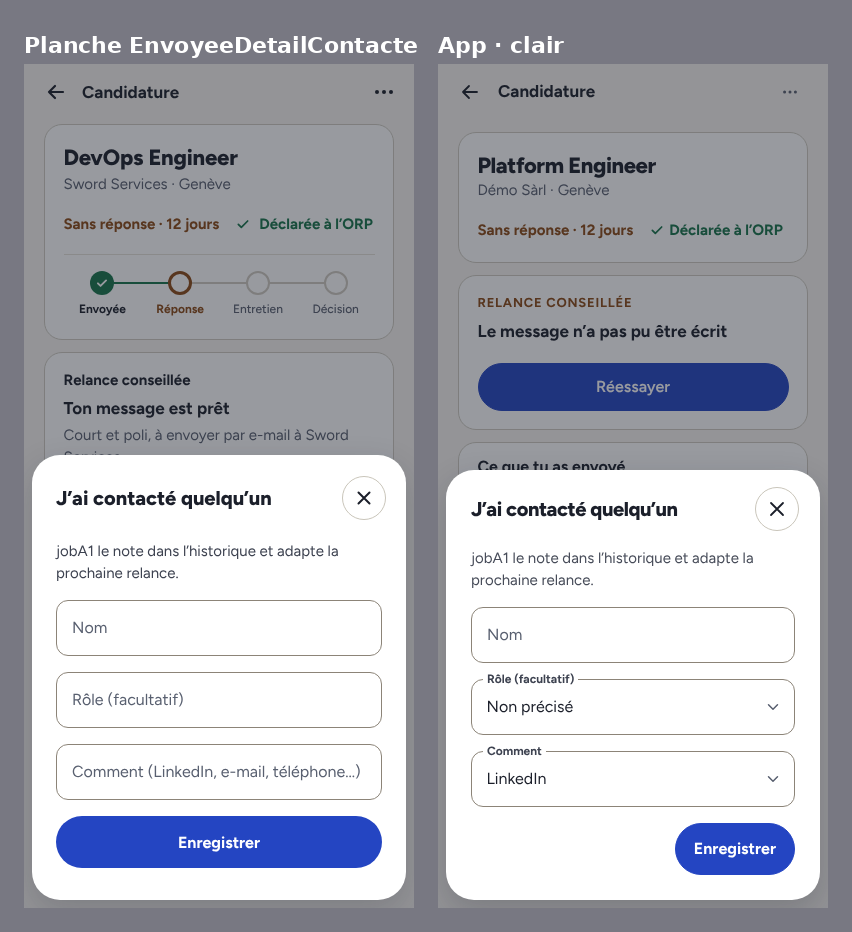 Planche EnvoyeeDetailContacte
Candidature
DevOps Engineer
Sword Services · Genève
Sans réponse · 12 jours
Déclarée à l’ORP
Envoyée
Réponse
Entretien
Décision
Relance conseillée
Ton message est prêt
Court et poli, à envoyer par e-mail à Sword
J’ai contacté quelqu’un
jobA1 le note dans l’historique et adapte la
prochaine relance.
Nom
Rôle (facultatif)
Comment (LinkedIn, e-mail, téléphone…)
Enregistrer
App · clair
Candidature
Platform Engineer
Démo Sàrl · Genève
Sans réponse · 12 jours
Déclarée à l’ORP
RELANCE CONSEILLÉE
Le message n’a pas pu être écrit
Réessayer
Ce que tu as envoyé
J’ai contacté quelqu’un
jobA1 le note dans l’historique et adapte la
prochaine relance.
Nom
Rôle (facultatif)
Non précisé
Comment
LinkedIn
Enregistrer